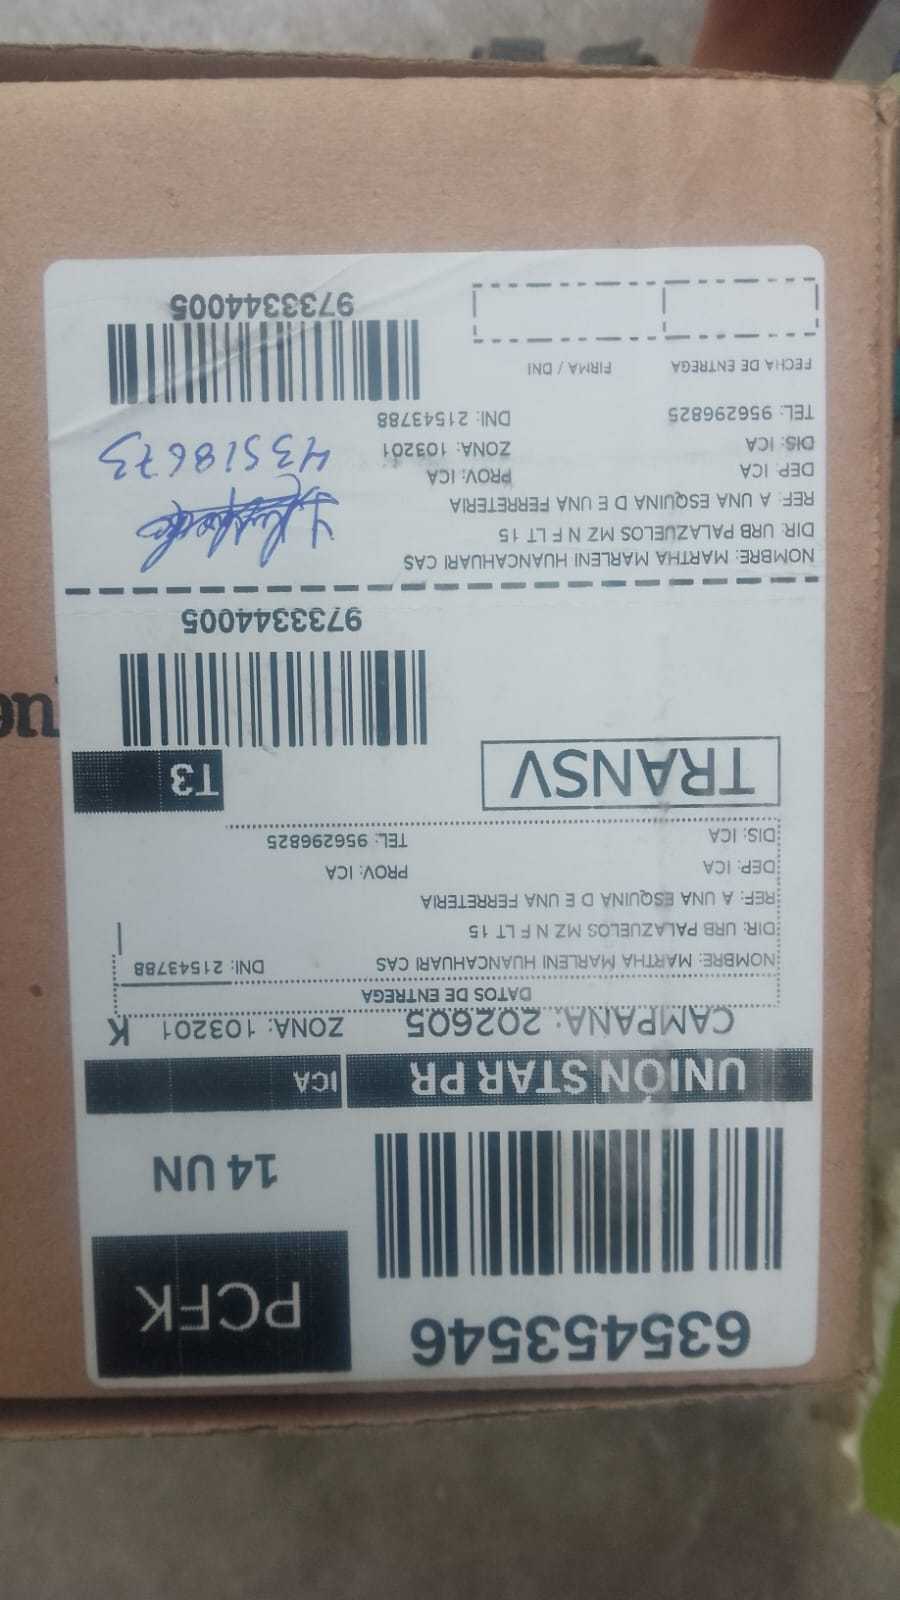 6354453546
PCFK
14 UN
UNIÓN STAR PR
ICA
CAMPAÑA: 202605
ZONA: 103201
K
DATOS DE ENTREGA
NOMBRE: MARTHA MARLENI HUANCAHUARI CAS
DNI: 21543788
DIR: URB PALAZUELOS MZ N F LT 15
REF: A UNA ESQUINA D E UNA FERRETERIA
DEP: ICA
PROV: ICA
DIS: ICA
TEL: 956296825
TRANSV
T3
9733344005
NOMBRE: MARTHA MARLENI HUANCAHUARI CAS
DIR: URB PALAZUELOS MZ N F LT 15
REF: A UNA ESQUINA D E UNA FERRETERIA
DEP: ICA
PROV: ICA
DIS: ICA
ZONA: 103201
43518673
TEL: 956296825
DNI: 21543788
FECHA DE ENTREGA
FIRMA / DNI
9733344005